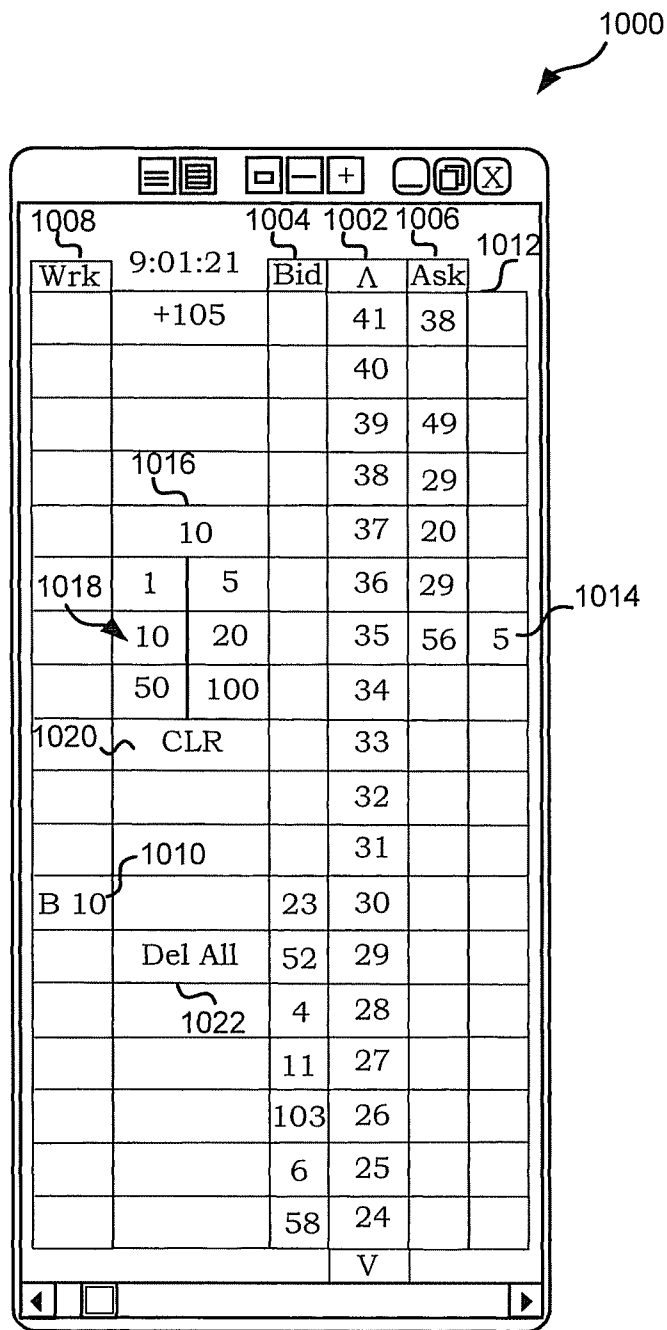 1000
+ X
1008 1004 1002 1006
1012
Wrk 9:01:21 Bid Λ Ask
+105 41 38
40
39 49
1016 38 29
10 37 20
1018 1 5 36 29
1014
10 20 35 56 5
50 100 34
1020 CLR 33
32
1010 31
B 10 23 30
Del All 52 29
1022 4 28
11 27
103 26
6 25
58 24
V